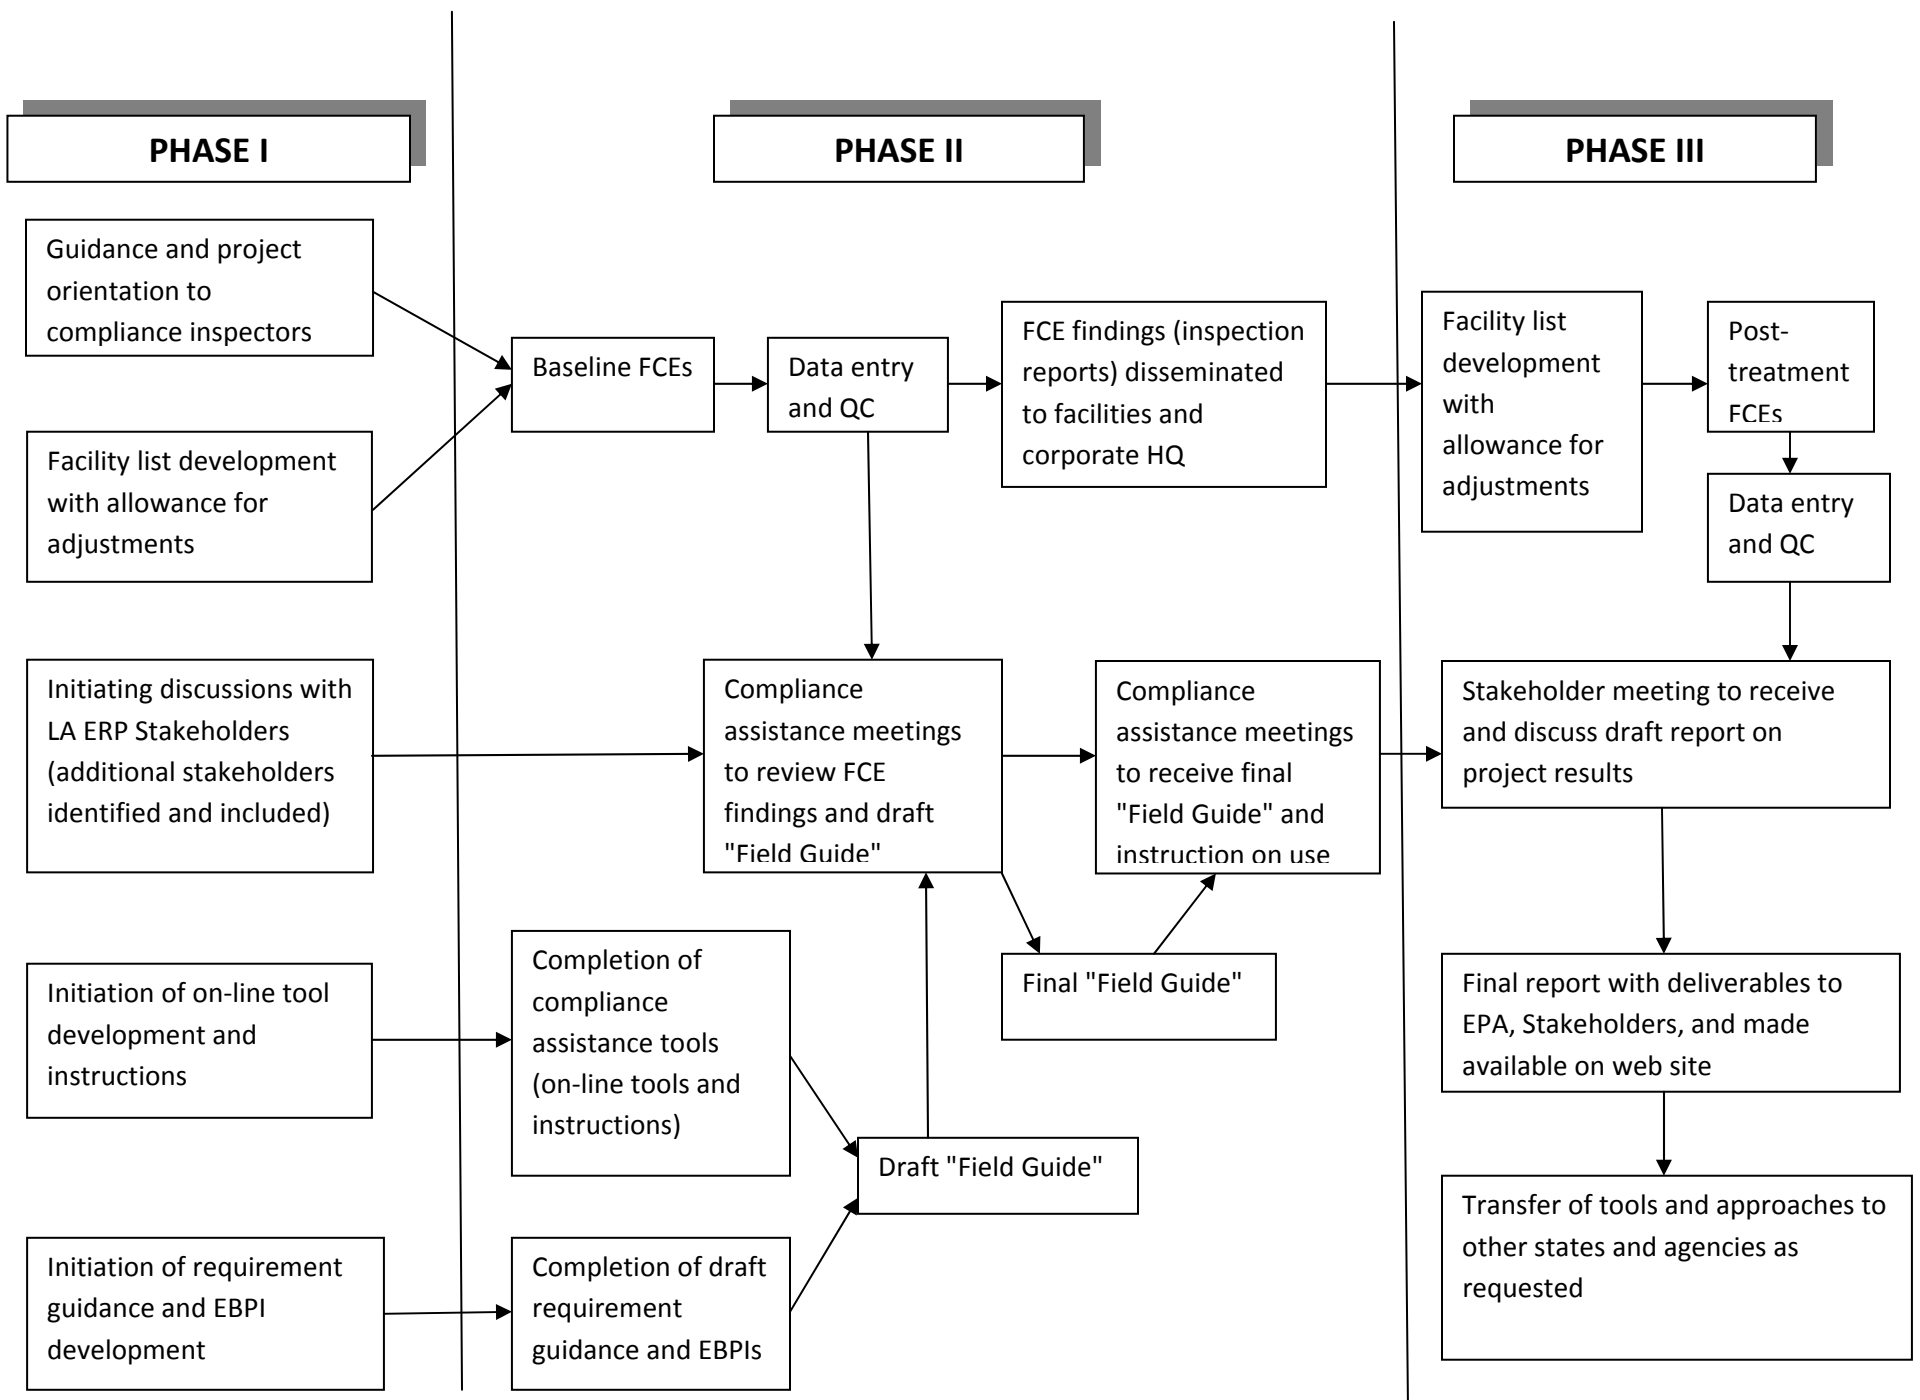 PHASE I
PHASE II
PHASE III
Guidance and project
orientation to
compliance inspectors
Facility list development
with allowance for
adjustments
Initiating discussions with
LA ERP Stakeholders
(additional stakeholders
identified and included)
Initiation of on-line tool
development and
instructions
Initiation of requirement
guidance and EBPI
development
Baseline FCEs
Data entry
and QC
FCE findings (inspection
reports) disseminated
to facilities and
corporate HQ
Compliance
assistance meetings
to review FCE
findings and draft
"Field Guide"
Compliance
assistance meetings
to receive final
"Field Guide" and
instruction on use
Completion of
compliance
assistance tools
(on-line tools and
instructions)
Final "Field Guide"
Draft "Field Guide"
Completion of draft
requirement
guidance and EBPIs
Facility list
development
with
allowance for
adjustments
Post-
treatment
FCEs
Data entry
and QC
Stakeholder meeting to receive
and discuss draft report on
project results
Final report with deliverables to
EPA, Stakeholders, and made
available on web site
Transfer of tools and approaches to
other states and agencies as
requested